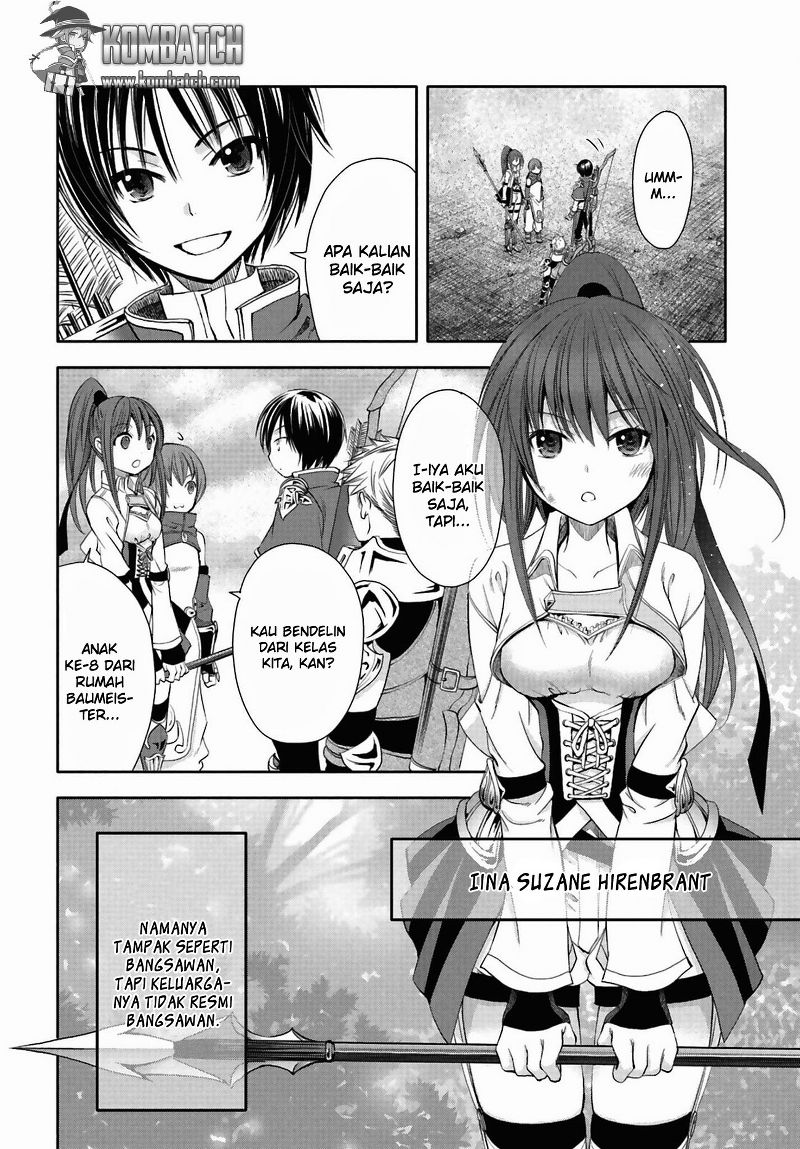 KOMBATCH
www.kombatch.com
UMM-
M...
APA KALIAN
BAIK-BAIK
SAJA?
I-IYA AKU
BAIK-BAIK
SAJA,
TAPI...
KAU BENDELIN
DARI KELAS
KITA, KAN?
ANAK
KE-8 DARI
RUMAH
BAUMEIS-
TER...
IINA SUZANE HIRENBRANT
NAMANYA
TAMPAK SEPERTI
BANGSAWAN,
TAPI KELUARGA-
NYA TIDAK RESMI
BANGSAWAN.